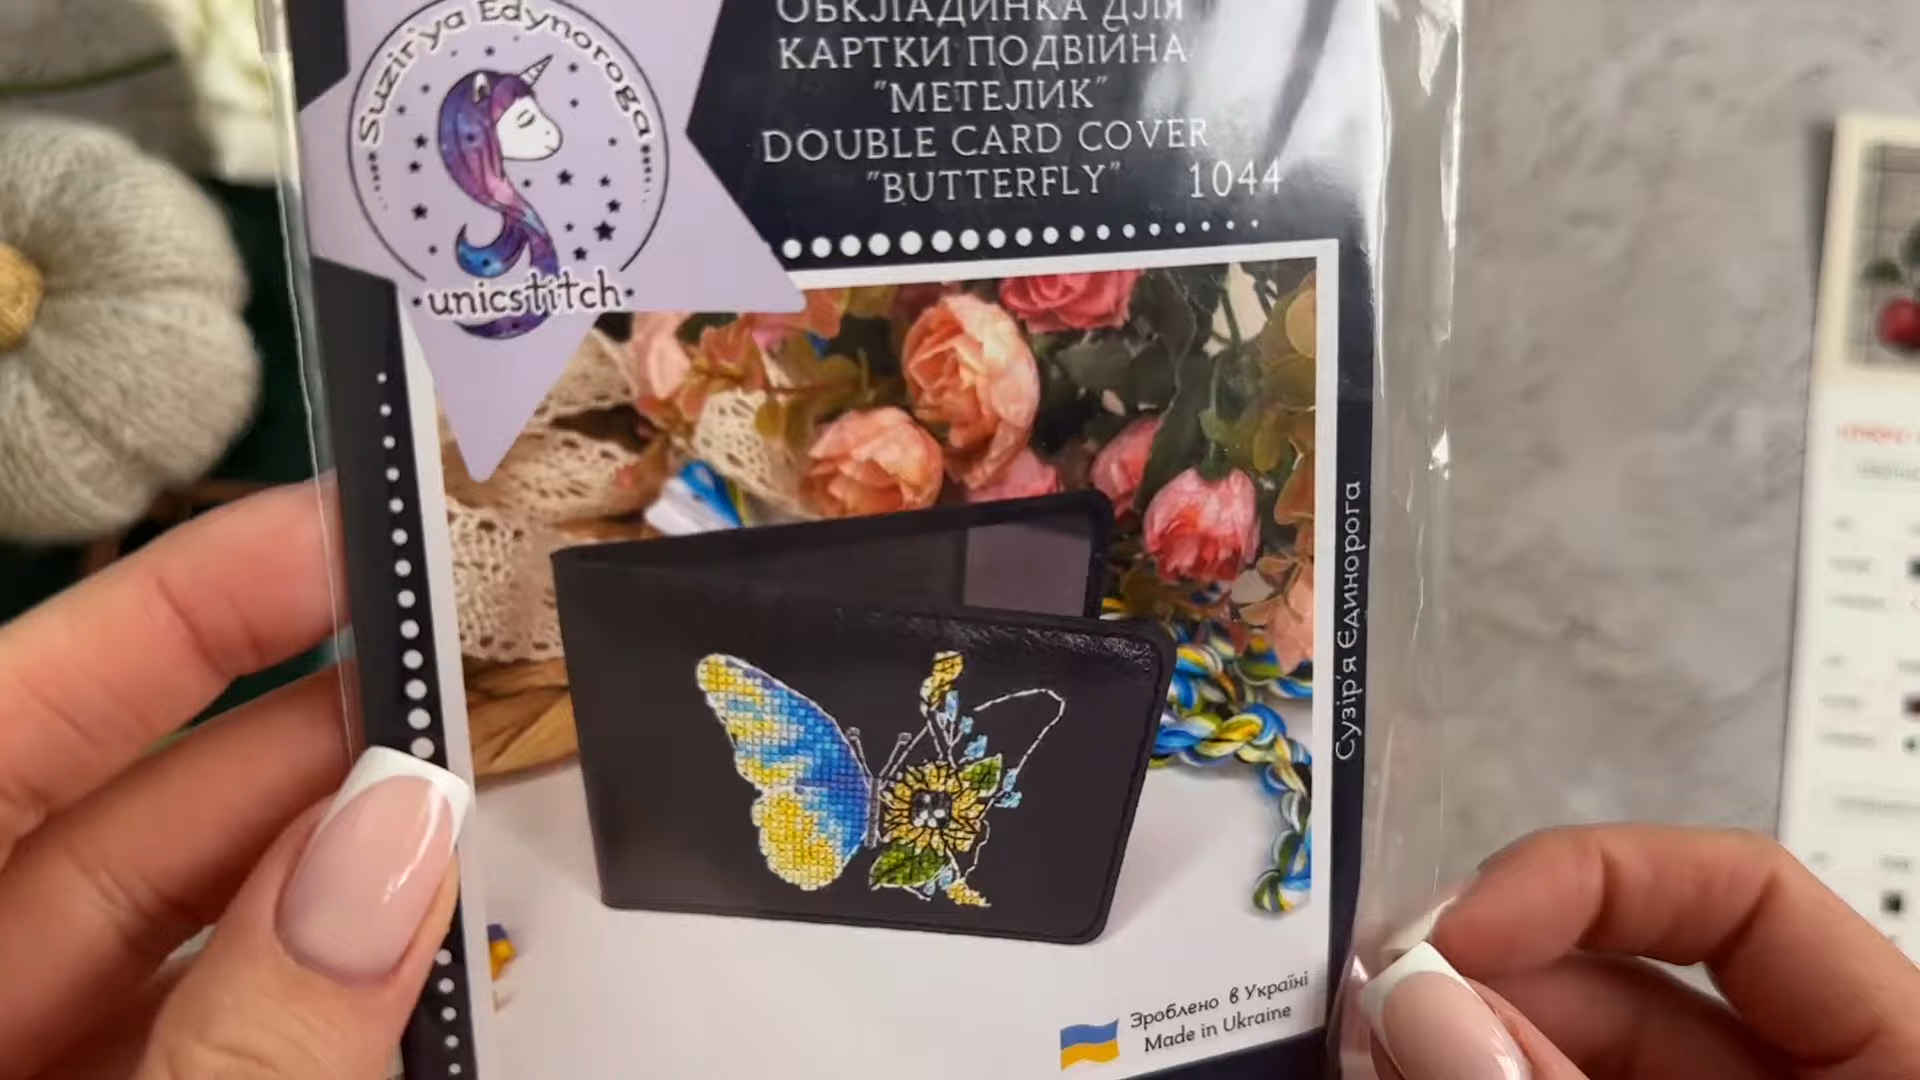 Suzir'ya Edynoroga
unicstitch
ОБКЛАДИНКА ДЛЯ
КАРТКИ ПОДВІЙНА
"МЕТЕЛИК"
DOUBLE CARD COVER
"BUTTERFLY" 1044
Сузір'я Єдинорога
Зроблено в Україні
Made in Ukraine